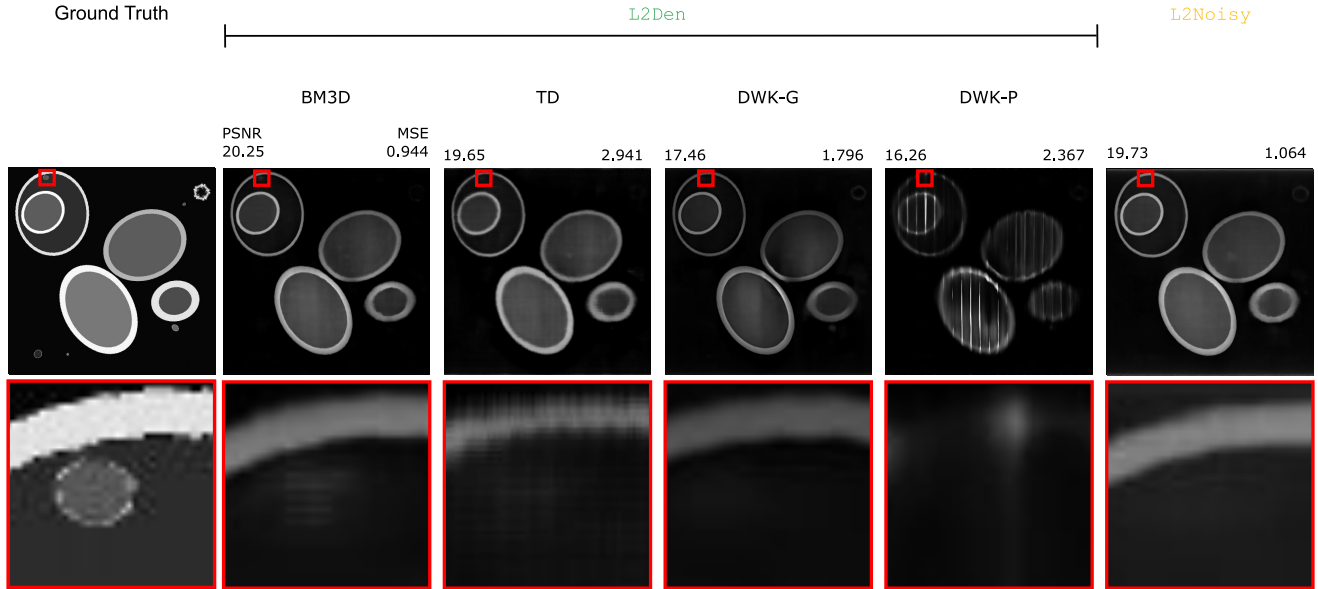 Ground Truth
L2Den
L2Noisy
BM3D
TD
DWK-G
DWK-P
PSNR MSE
20.25 0.944
19.65 2.941
17.46 1.796
16.26 2.367
19.73 1.064